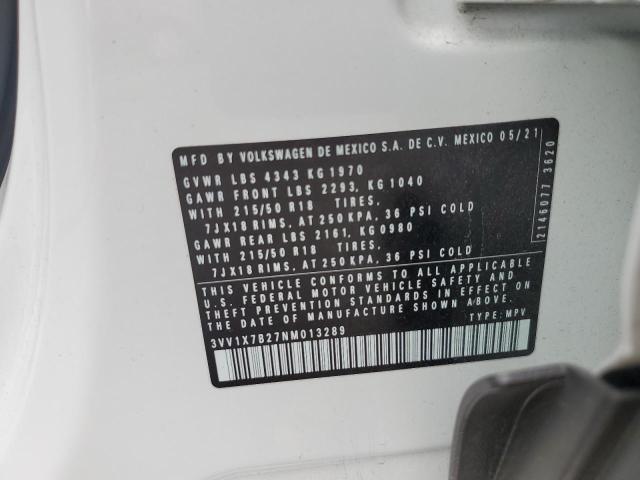 MFD BY VOLKSWAGEN DE MEXICO S.A. DE C.V. MEXICO 05/21
GVWR LBS 4343 KG 1970
GAWR FRONT LBS 2293, KG 1040
WITH 215/50 R18 TIRES,
7JX18 RIMS, AT 250 KPA, 36 PSI COLD
GAWR REAR LBS 2161, KG 0980
WITH 215/50 R18 TIRES,
7JX18 RIMS, AT 250 KPA, 36 PSI COLD
THIS VEHICLE CONFORMS TO ALL APPLICABLE
U.S. FEDERAL MOTOR VEHICLE SAFETY AND
THEFT PREVENTION STANDARDS IN EFFECT ON
THE DATE OF MANUFACTURE SHOWN ABOVE.
3VV1X7B27NM013289 TYPE: MPV
2146077 3620